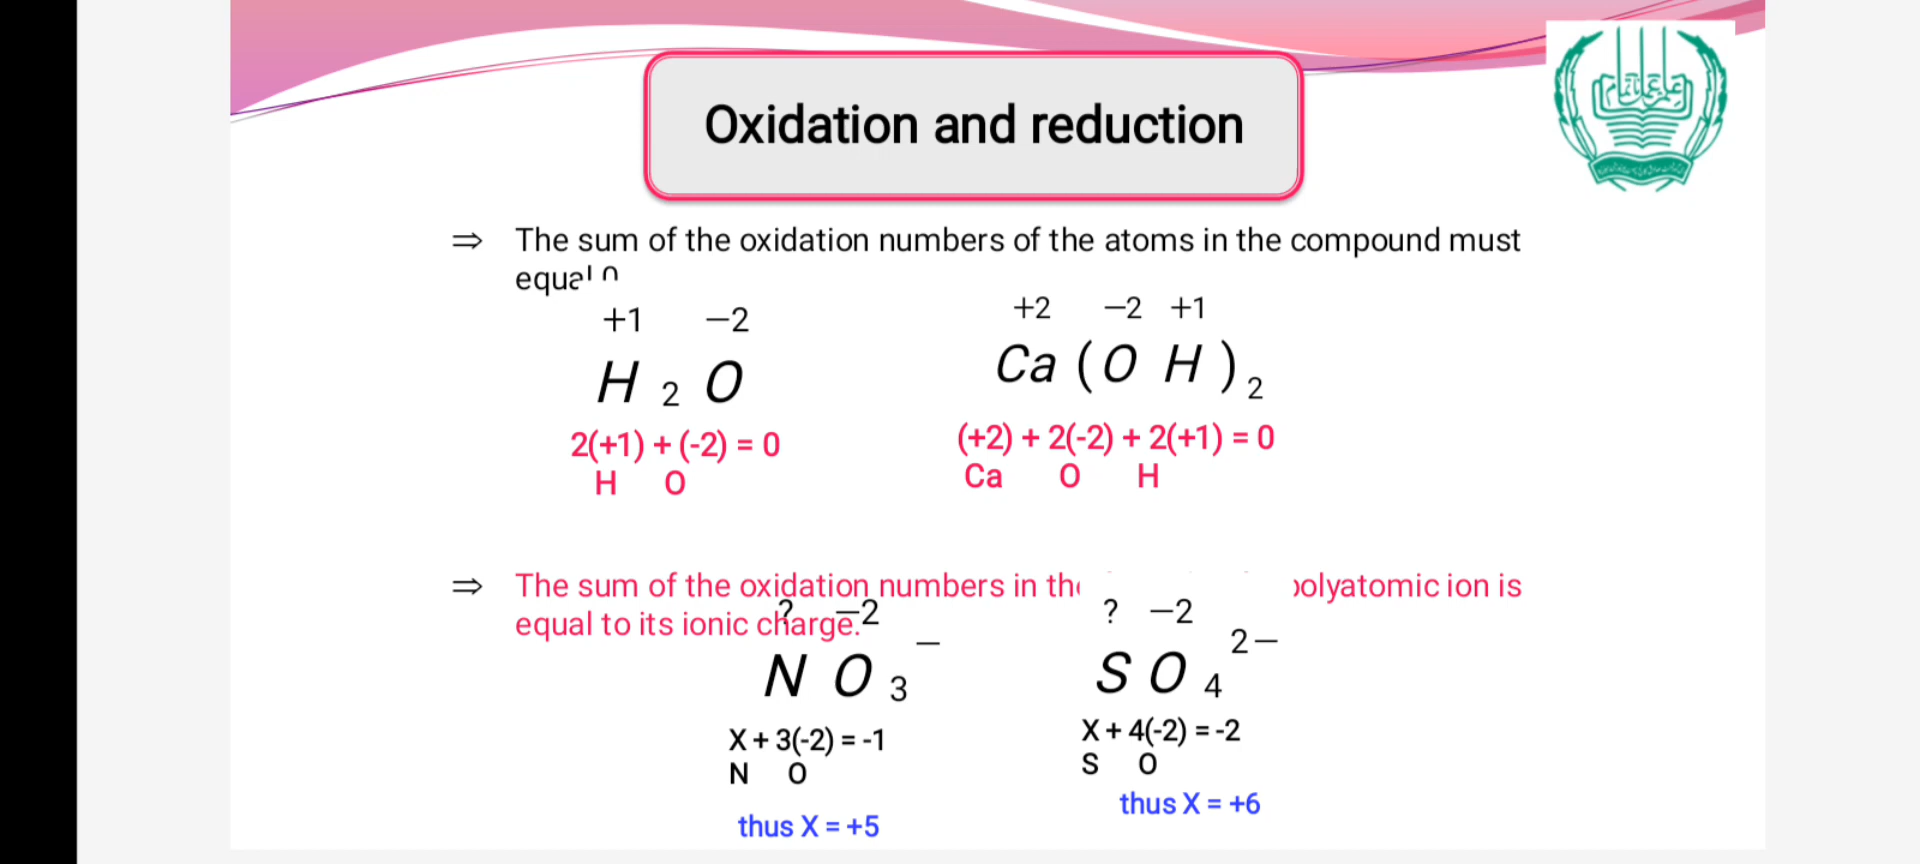 Oxidation and reduction
⇒ The sum of the oxidation numbers of the atoms in the compound must
equal 0
+1 −2
H 2 O
2(+1) + (-2) = 0
H O
+2 −2 +1
Ca ( O H ) 2
(+2) + 2(-2) + 2(+1) = 0
Ca O H
⇒ The sum of the oxidation numbers in the polyatomic ion is
equal to its ionic charge.
? −2
N O 3 −
X + 3(-2) = -1
N O
thus X = +5
? −2
S O 4 2−
X + 4(-2) = -2
S O
thus X = +6